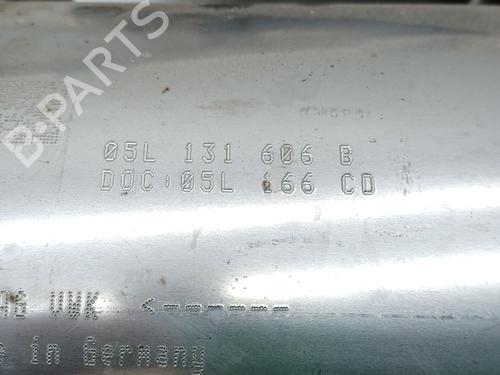 B-PARTS
05L 131 606 B
DOC:05L 166 CD
VWK <-----
in Germany